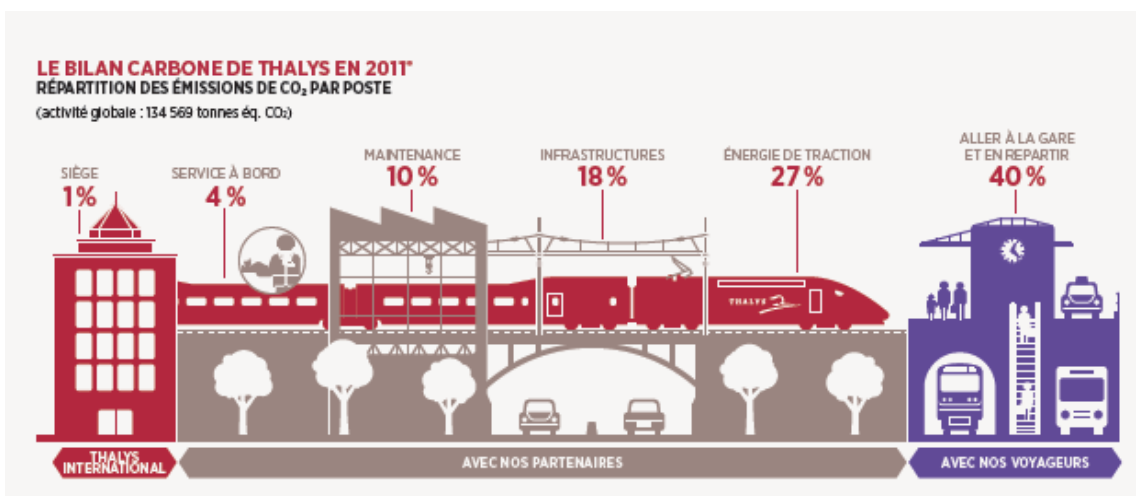 LE BILAN CARBONE DE THALYS EN 2011*
RÉPARTITION DES ÉMISSIONS DE CO₂ PAR POSTE
(activité globale : 134 569 tonnes éq. CO₂)
SIÈGE
1 %
SERVICE À BORD
4 %
MAINTENANCE
10 %
INFRASTRUCTURES
18 %
ÉNERGIE DE TRACTION
27 %
ALLER À LA GARE
ET EN REPARTIR
40 %
THALYS
THALYS
INTERNATIONAL
AVEC NOS PARTENAIRES
AVEC NOS VOYAGEURS